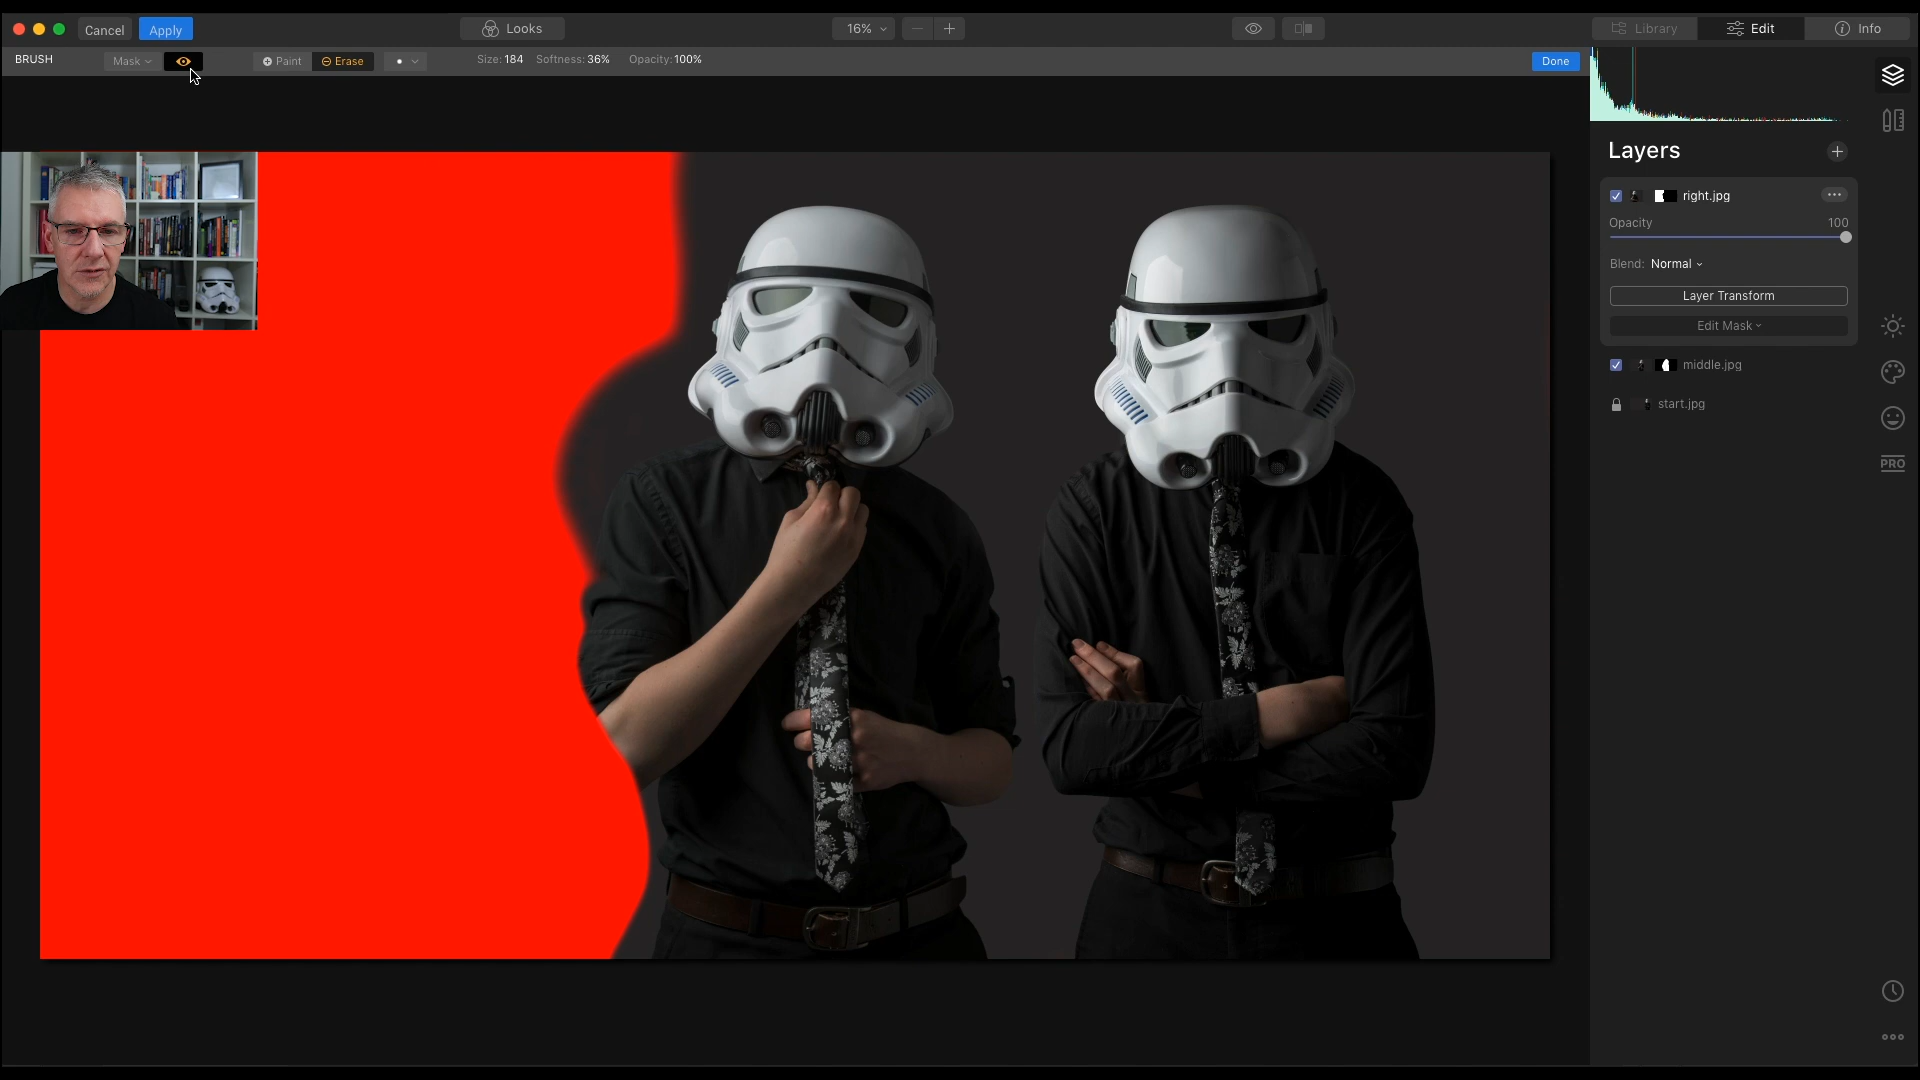 Cancel Apply Looks 16% Library Edit Info
BRUSH Mask Paint Erase Size: 184 Softness: 36% Opacity: 100% Done
Layers
right.jpg
Opacity 100
Blend: Normal
Layer Transform
Edit Mask
middle.jpg
start.jpg
PRO